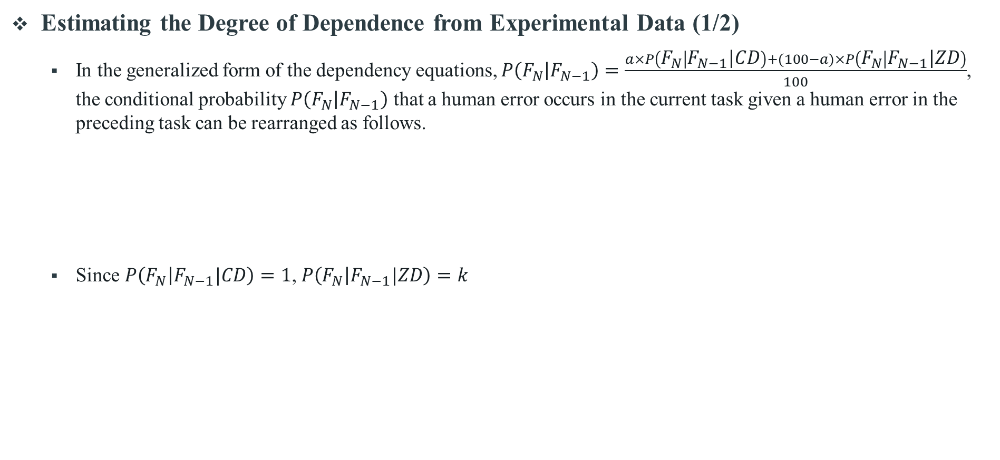 ❖ Estimating the Degree of Dependence from Experimental Data (1/2)
▪ In the generalized form of the dependency equations, $P(F_N|F_{N-1}) = \frac{a \times P(F_N|F_{N-1}|CD)+(100-a) \times P(F_N|F_{N-1}|ZD)}{100}$,
the conditional probability $P(F_N|F_{N-1})$ that a human error occurs in the current task given a human error in the
preceding task can be rearranged as follows.
▪ Since $P(F_N|F_{N-1}|CD) = 1, P(F_N|F_{N-1}|ZD) = k$